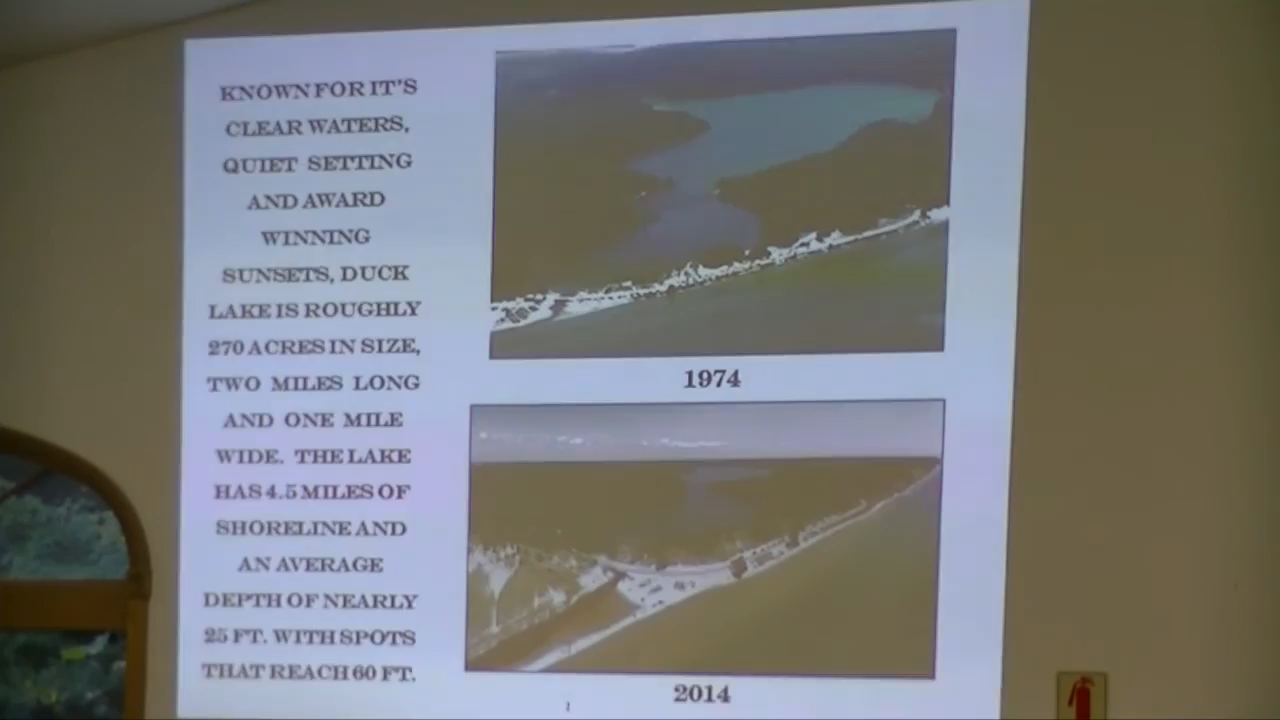 KNOWN FOR IT'S
CLEAR WATERS,
QUIET SETTING
AND AWARD
WINNING
SUNSETS, DUCK
LAKE IS ROUGHLY
270 ACRES IN SIZE,
TWO MILES LONG
AND ONE MILE
WIDE. THE LAKE
HAS 4.5 MILES OF
SHORELINE AND
AN AVERAGE
DEPTH OF NEARLY
25 FT. WITH SPOTS
THAT REACH 60 FT.
1974
2014